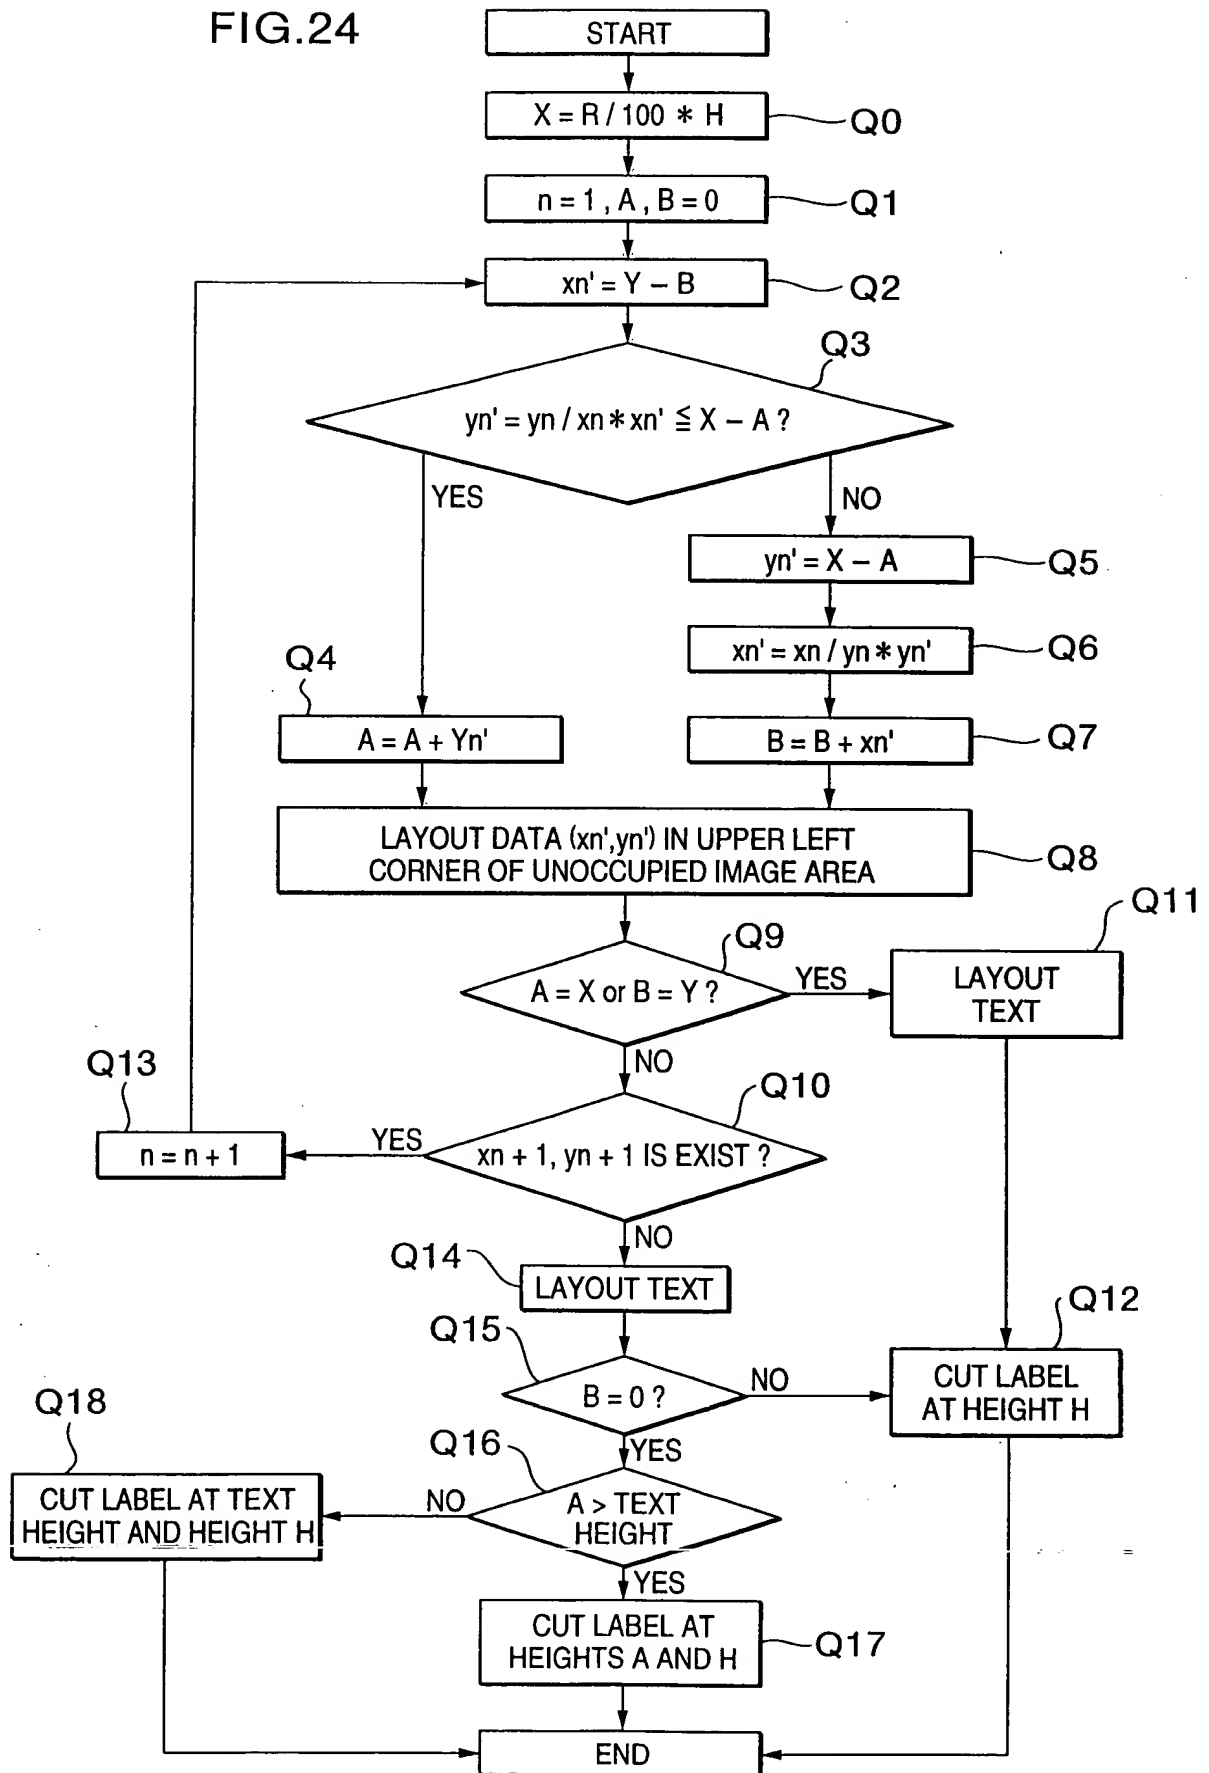 FIG.24
START
X = R / 100 * H
Q0
n = 1 , A , B = 0
Q1
xn' = Y – B
Q2
Q3
yn' = yn / xn * xn' ≦ X – A ?
YES
NO
yn' = X – A
Q5
xn' = xn / yn * yn'
Q6
Q4
A = A + Yn'
B = B + xn'
Q7
LAYOUT DATA (xn',yn') IN UPPER LEFT
CORNER OF UNOCCUPIED IMAGE AREA
Q8
Q9
A = X or B = Y ?
YES
Q11
LAYOUT
TEXT
NO
Q13
n = n + 1
YES
Q10
xn + 1, yn + 1 IS EXIST ?
NO
Q14
LAYOUT TEXT
Q15
B = 0 ?
NO
Q12
CUT LABEL
AT HEIGHT H
YES
Q18
CUT LABEL AT TEXT
HEIGHT AND HEIGHT H
NO
Q16
A > TEXT
HEIGHT
YES
CUT LABEL AT
HEIGHTS A AND H
Q17
END